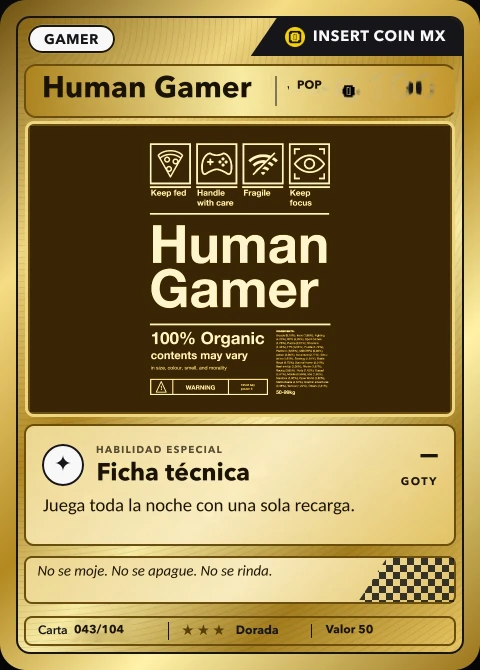 GAMER
INSERT COIN MX
Human Gamer
POP
Keep fed
Handle
with care
Fragile
Keep
focus
Human
Gamer
100% Organic
contents may vary
in size, colour, smell, and morality
WARNING
50-99kg
HABILIDAD ESPECIAL
Ficha técnica
Juega toda la noche con una sola recarga.
GOTY
No se moje. No se apague. No se rinda.
Carta 043/104
★★★ Dorada
Valor 50